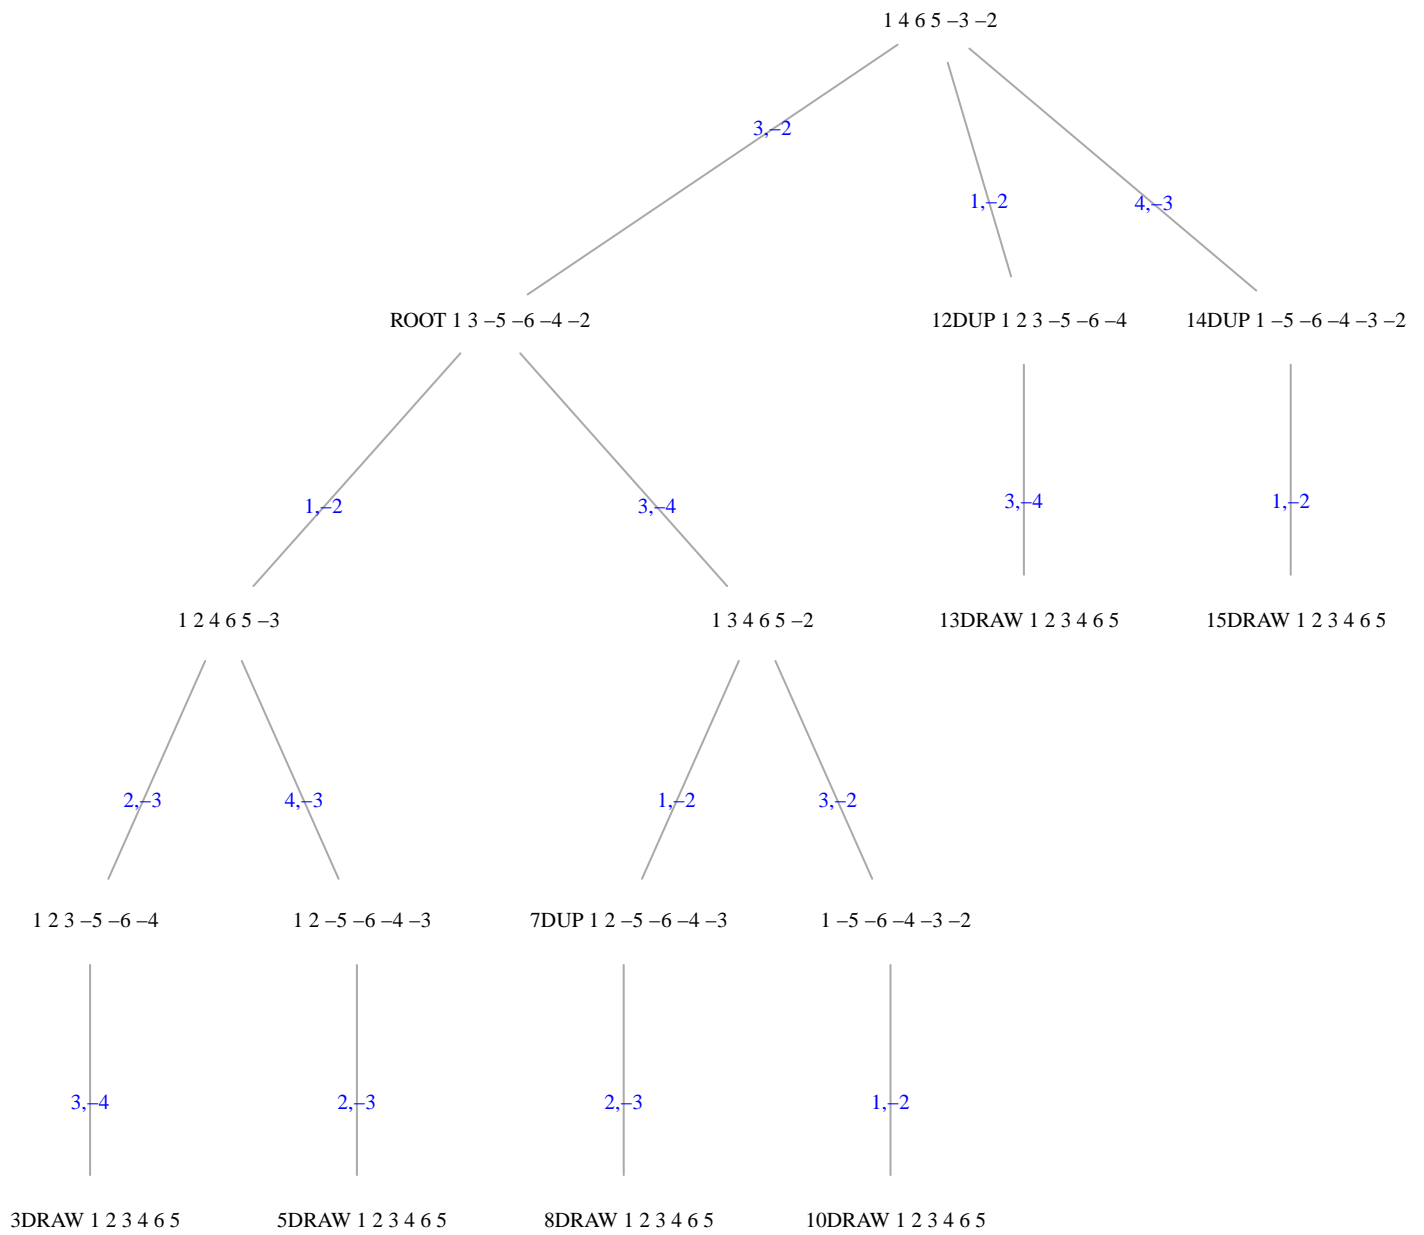 1 4 6 5 –3 –2
3,–2
1,–2
4,–3
ROOT 1 3 –5 –6 –4 –2
12DUP 1 2 3 –5 –6 –4
14DUP 1 –5 –6 –4 –3 –2
1,–2
3,–4
3,–4
1,–2
1 2 4 6 5 –3
1 3 4 6 5 –2
13DRAW 1 2 3 4 6 5
15DRAW 1 2 3 4 6 5
2,–3
4,–3
1,–2
3,–2
1 2 3 –5 –6 –4
1 2 –5 –6 –4 –3
7DUP 1 2 –5 –6 –4 –3
1 –5 –6 –4 –3 –2
3,–4
2,–3
2,–3
1,–2
3DRAW 1 2 3 4 6 5
5DRAW 1 2 3 4 6 5
8DRAW 1 2 3 4 6 5
10DRAW 1 2 3 4 6 5